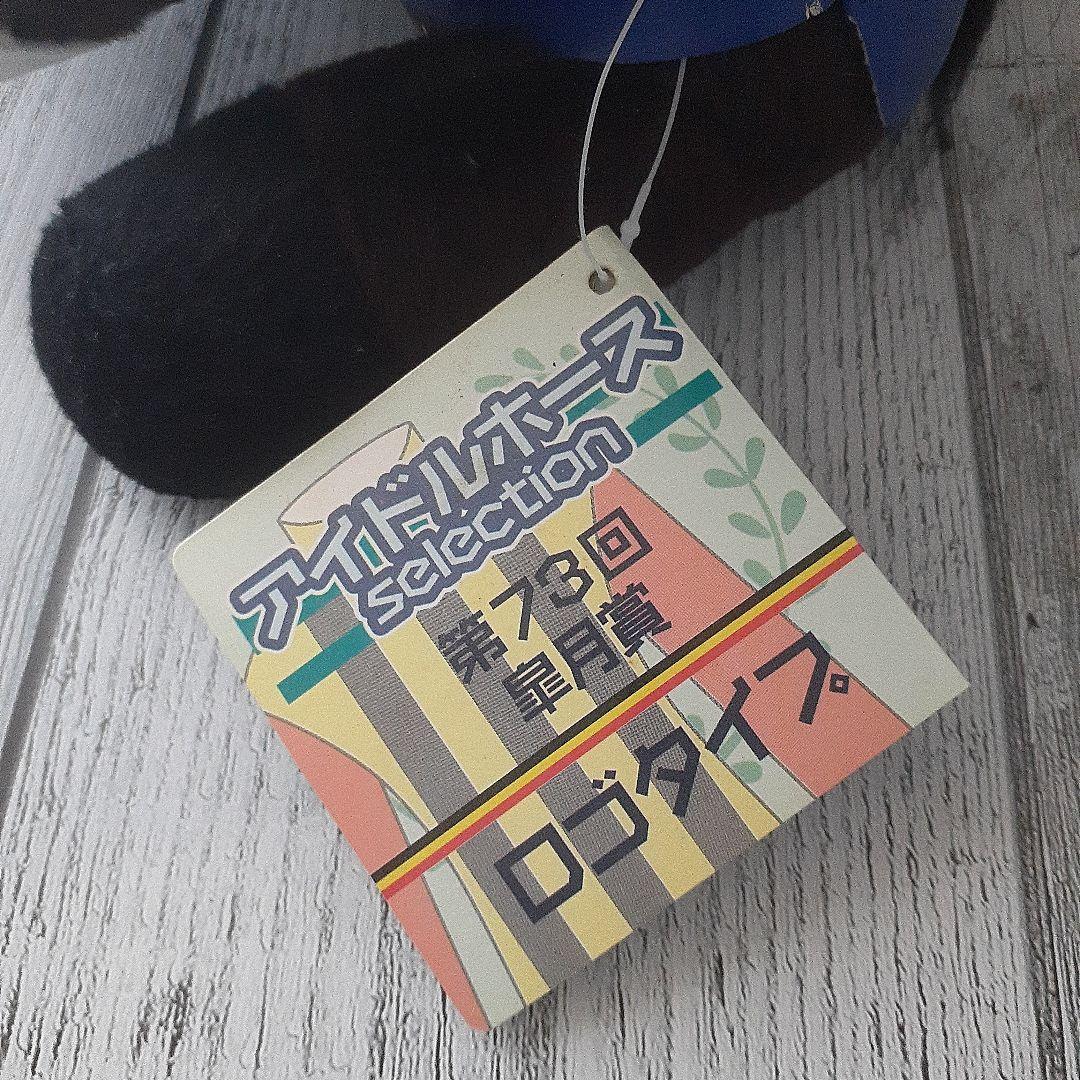 アイドルホース
selection
第73回
皐月賞
ロゴタイプ